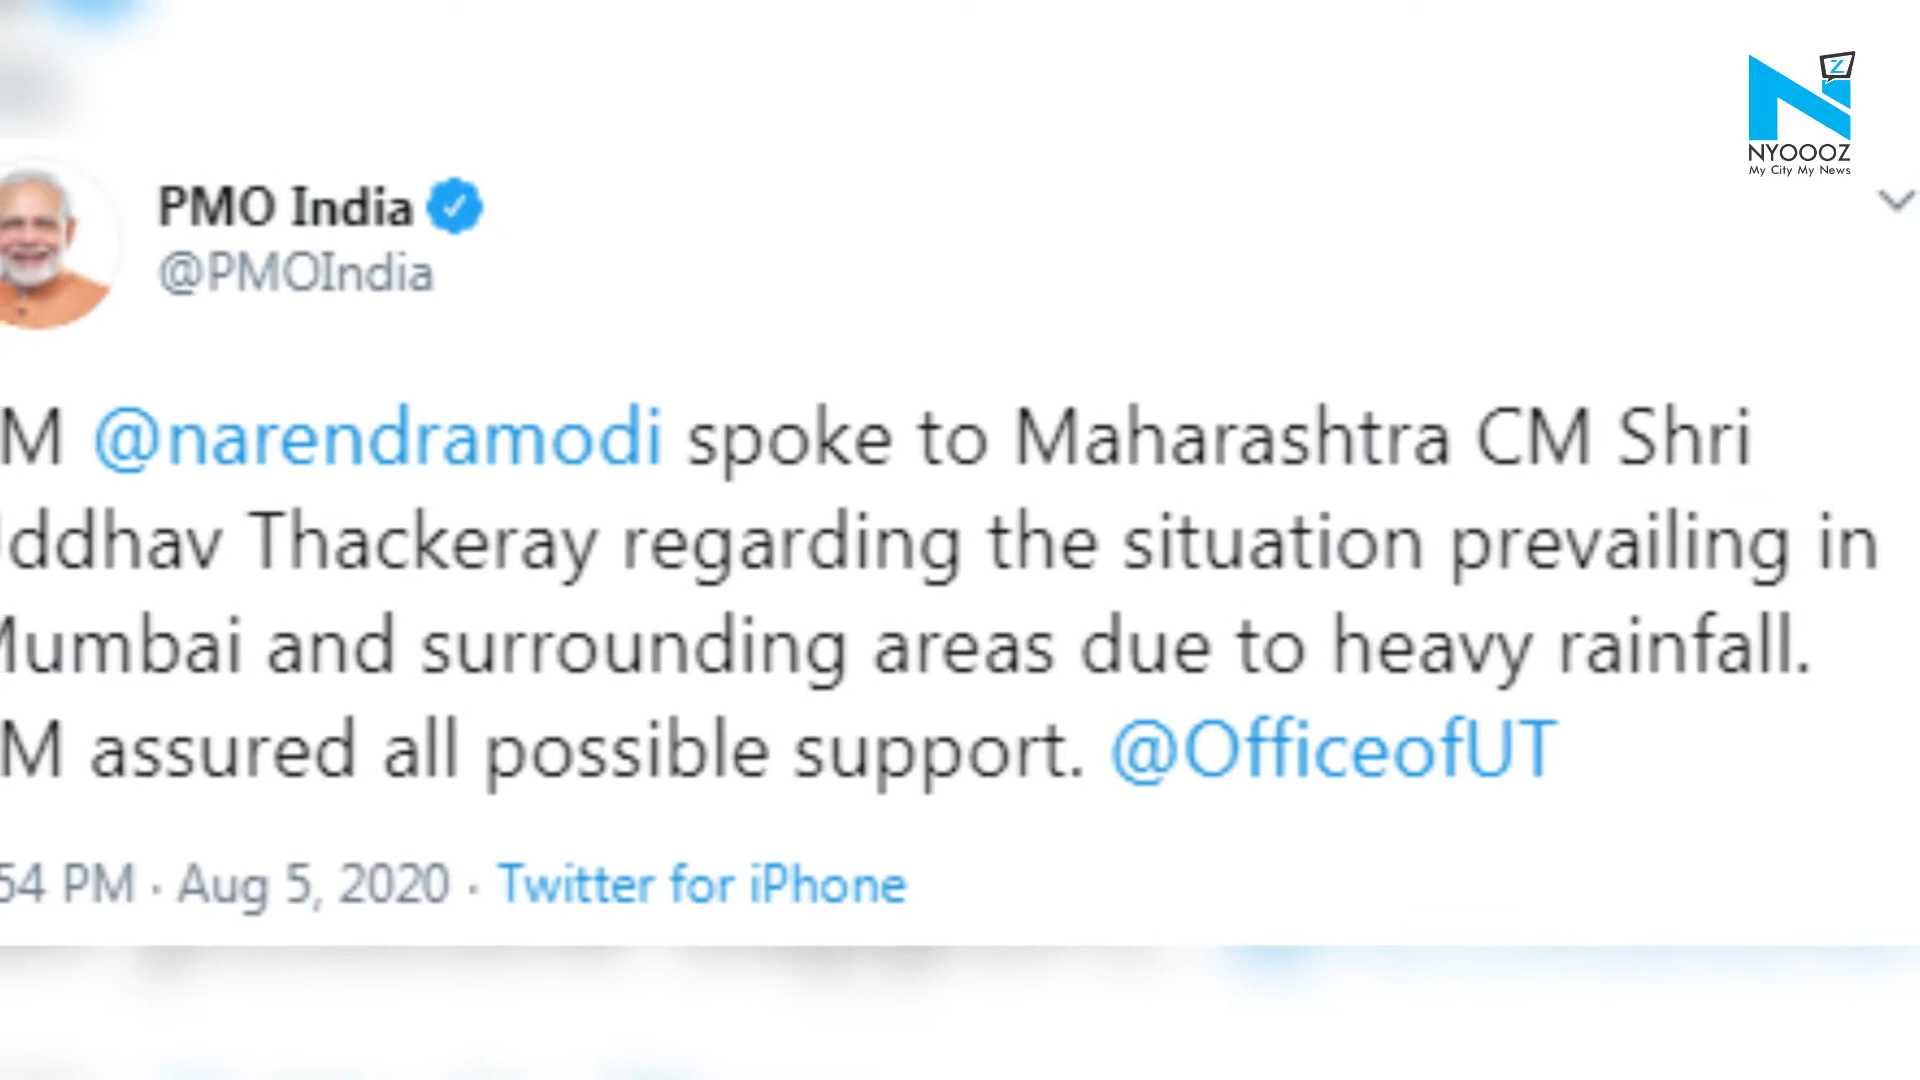 Z
NYOOOZ
My City My News
PMO India
@PMOIndia
M @narendramodi spoke to Maharashtra CM Shri
ddhav Thackeray regarding the situation prevailing in
Mumbai and surrounding areas due to heavy rainfall.
M assured all possible support. @OfficeofUT
54 PM · Aug 5, 2020 · Twitter for iPhone